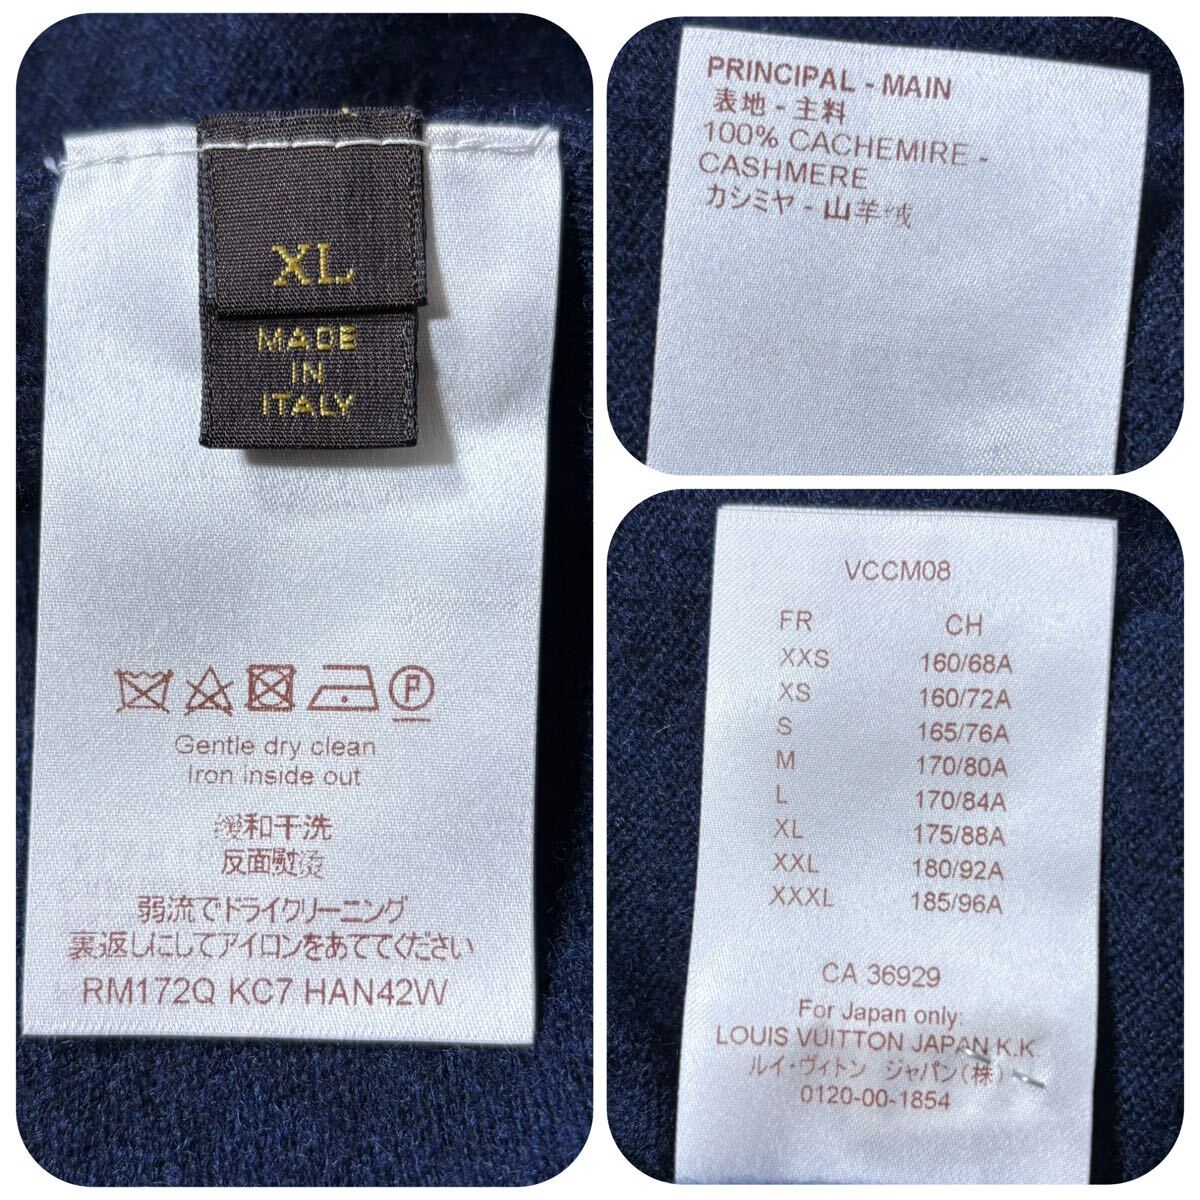 XL
MADE
IN
ITALY
P
Gentle dry clean
Iron inside out
缓和干洗
反面熨烫
弱流でドライクリーニング
裏返しにしてアイロンをあててください
RM172Q KC7 HAN42W
PRINCIPAL - MAIN
表地 - 主料
100% CACHEMIRE -
CASHMERE
カシミヤ - 山羊绒
VCCM08
FR CH
XXS 160/68A
XS 160/72A
S 165/76A
M 170/80A
L 170/84A
XL 175/88A
XXL 180/92A
XXXL 185/96A
CA 36929
For Japan only:
LOUIS VUITTON JAPAN K.K.
ルイ・ヴィトン ジャパン(株)
0120-00-1854